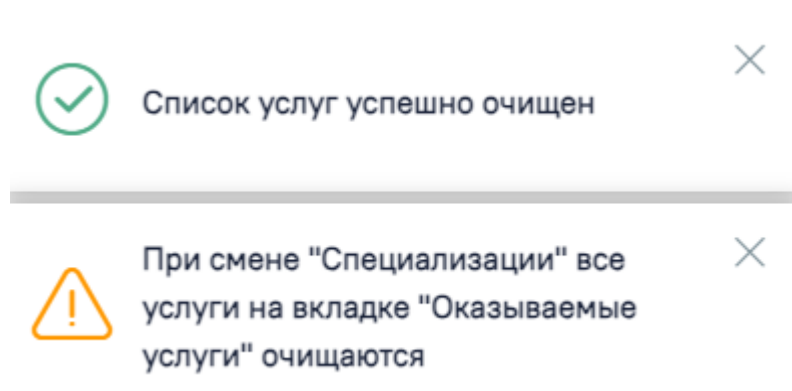 Список услуг успешно очищен
При смене "Специализации" все
услуги на вкладке "Оказываемые
услуги" очищаются